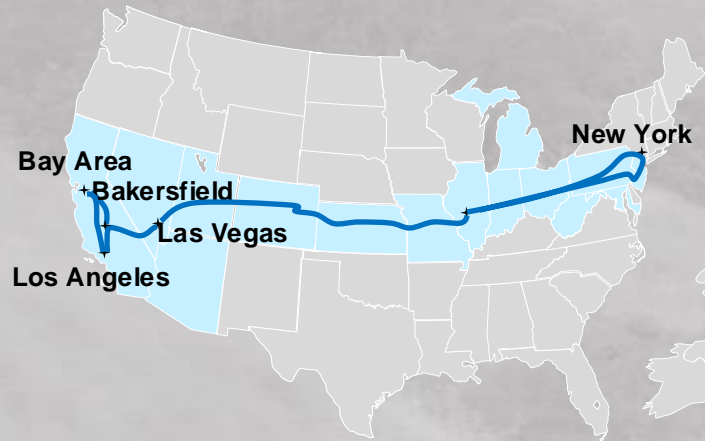 New York
Bay Area
Bakersfield
Las Vegas
Los Angeles